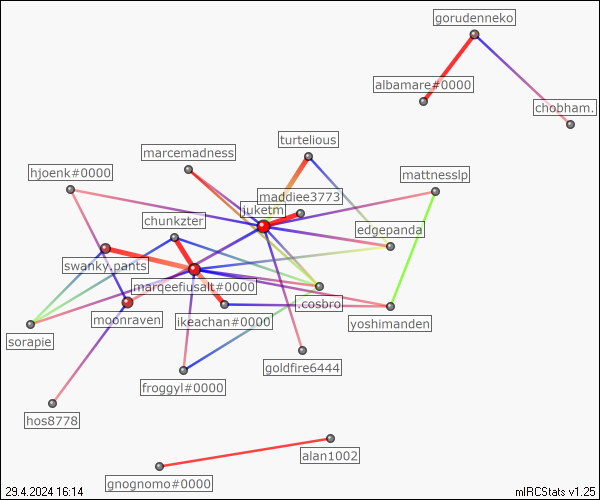 gorudenneko
albamare#0000
chobham.
turtelious
marcemadness
hjoenk#0000
mattnesslp
maddiee3773
juketm
chunkzter
edgepanda
swanky.pants
marqeefiusalt#0000
.cosbro
moonraven
ikeachan#0000
yoshimanden
sorapie
goldfire6444
froggyl#0000
hos8778
alan1002
gnognomo#0000
29.4.2024 16:14
mIRCStats v1.25